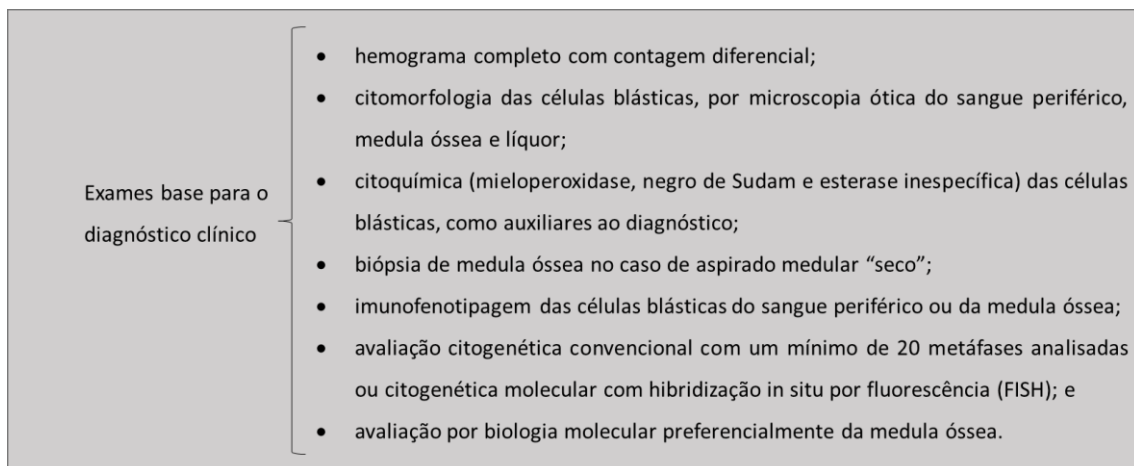 Exames base para o
diagnóstico clínico
• hemograma completo com contagem diferencial;
• citomorfologia das células blásticas, por microscopia ótica do sangue periférico,
medula óssea e líquor;
• citoquímica (mieloperoxidase, negro de Sudam e esterase inespecífica) das células
blásticas, como auxiliares ao diagnóstico;
• biópsia de medula óssea no caso de aspirado medular “seco”;
• imunofenotipagem das células blásticas do sangue periférico ou da medula óssea;
• avaliação citogenética convencional com um mínimo de 20 metáfases analisadas
ou citogenética molecular com hibridização in situ por fluorescência (FISH); e
• avaliação por biologia molecular preferencialmente da medula óssea.